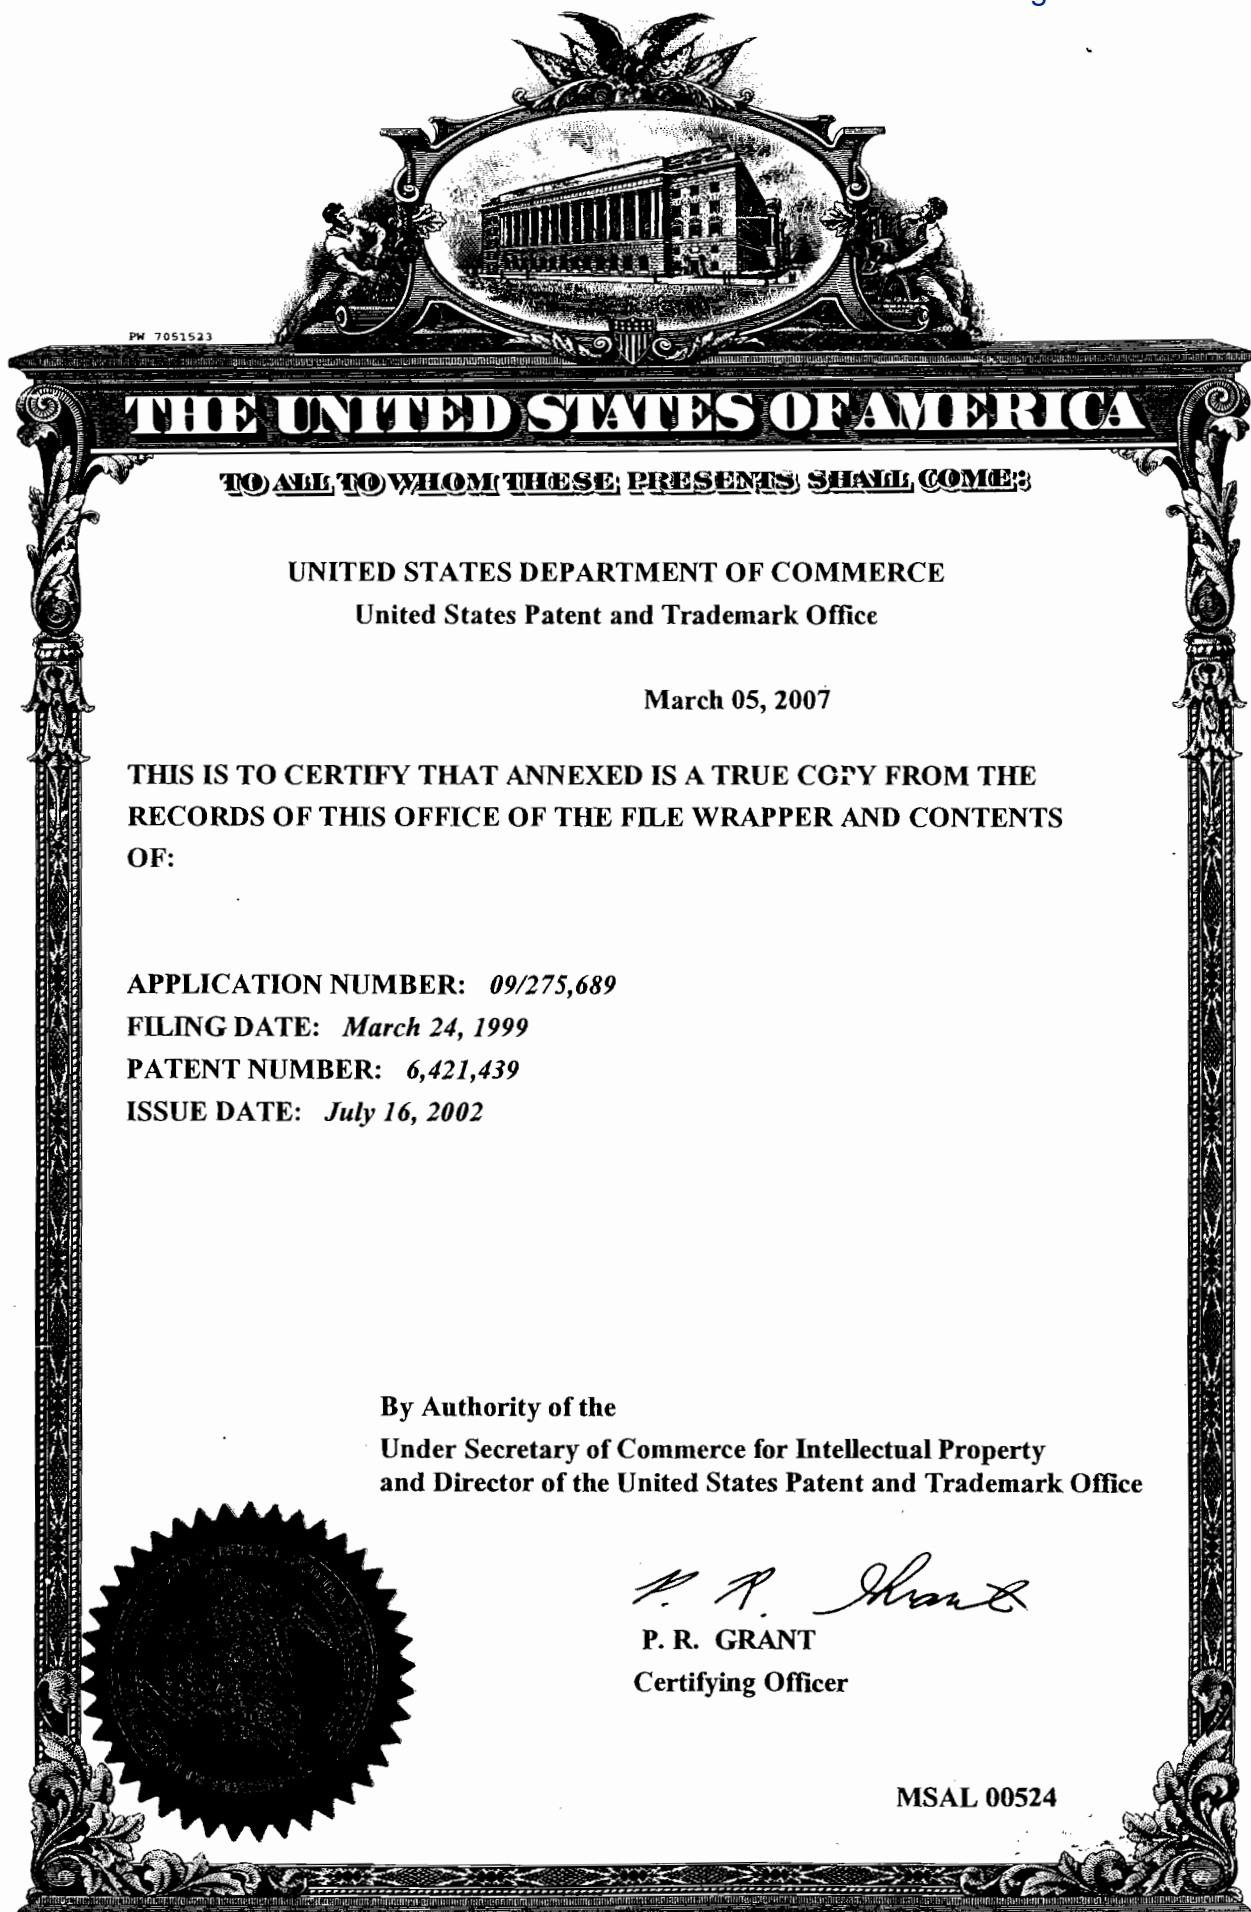 PW 7051523
THE UNITED STATES OF AMERICA
TO ALL TO WHOM THESE PRESENTS SHALL COME:
UNITED STATES DEPARTMENT OF COMMERCE
United States Patent and Trademark Office
March 05, 2007
THIS IS TO CERTIFY THAT ANNEXED IS A TRUE COPY FROM THE
RECORDS OF THIS OFFICE OF THE FILE WRAPPER AND CONTENTS
OF:
APPLICATION NUMBER: 09/275,689
FILING DATE: March 24, 1999
PATENT NUMBER: 6,421,439
ISSUE DATE: July 16, 2002
By Authority of the
Under Secretary of Commerce for Intellectual Property
and Director of the United States Patent and Trademark Office
P. R. Grant
P. R. GRANT
Certifying Officer
MSAL 00524